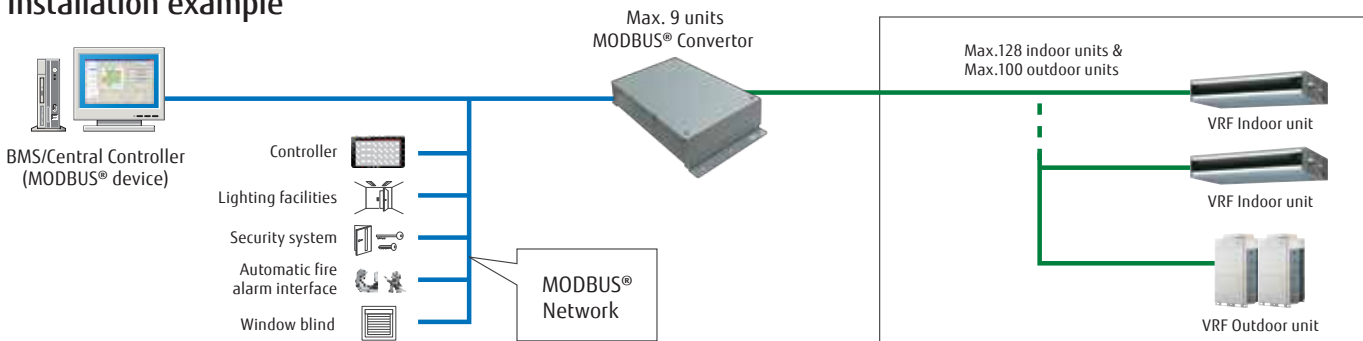 Installation example
Max. 9 units
MODBUS® Convertor
Max.128 indoor units &
Max.100 outdoor units
VRF Indoor unit
BMS/Central Controller
(MODBUS® device)
Controller
Lighting facilities
Security system
Automatic fire
alarm interface
Window blind
MODBUS®
Network
VRF Indoor unit
VRF Outdoor unit